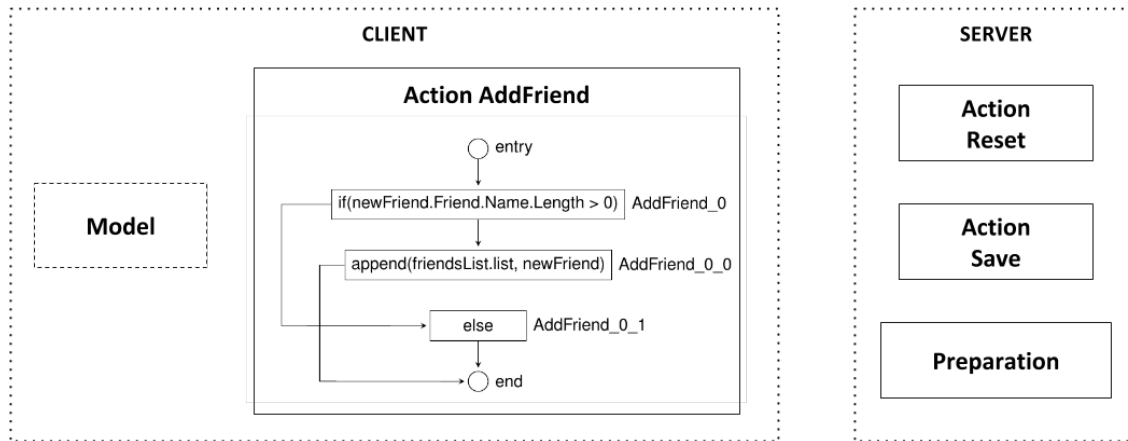 CLIENT
Action AddFriend
entry
if(newFriend.Friend.Name.Length > 0) AddFriend_0
Model
append(friendsList.list, newFriend) AddFriend_0_0
else AddFriend_0_1
end
SERVER
Action
Reset
Action
Save
Preparation